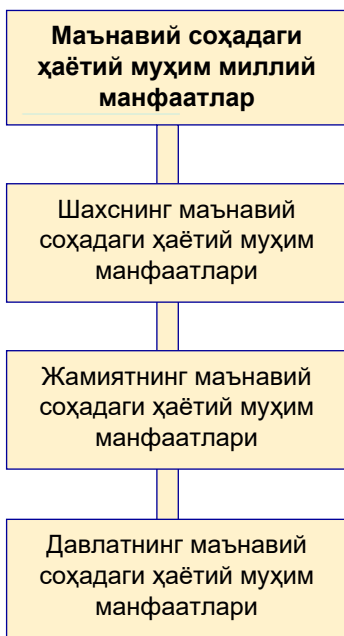 Маънавий соҳадаги
ҳаётий муҳим миллий
манфаатлар
Шахснинг маънавий
соҳадаги ҳаётий муҳим
манфаатлари
Жамиятнинг маънавий
соҳадаги ҳаётий муҳим
манфаатлари
Давлатнинг маънавий
соҳадаги ҳаётий муҳим
манфаатлари